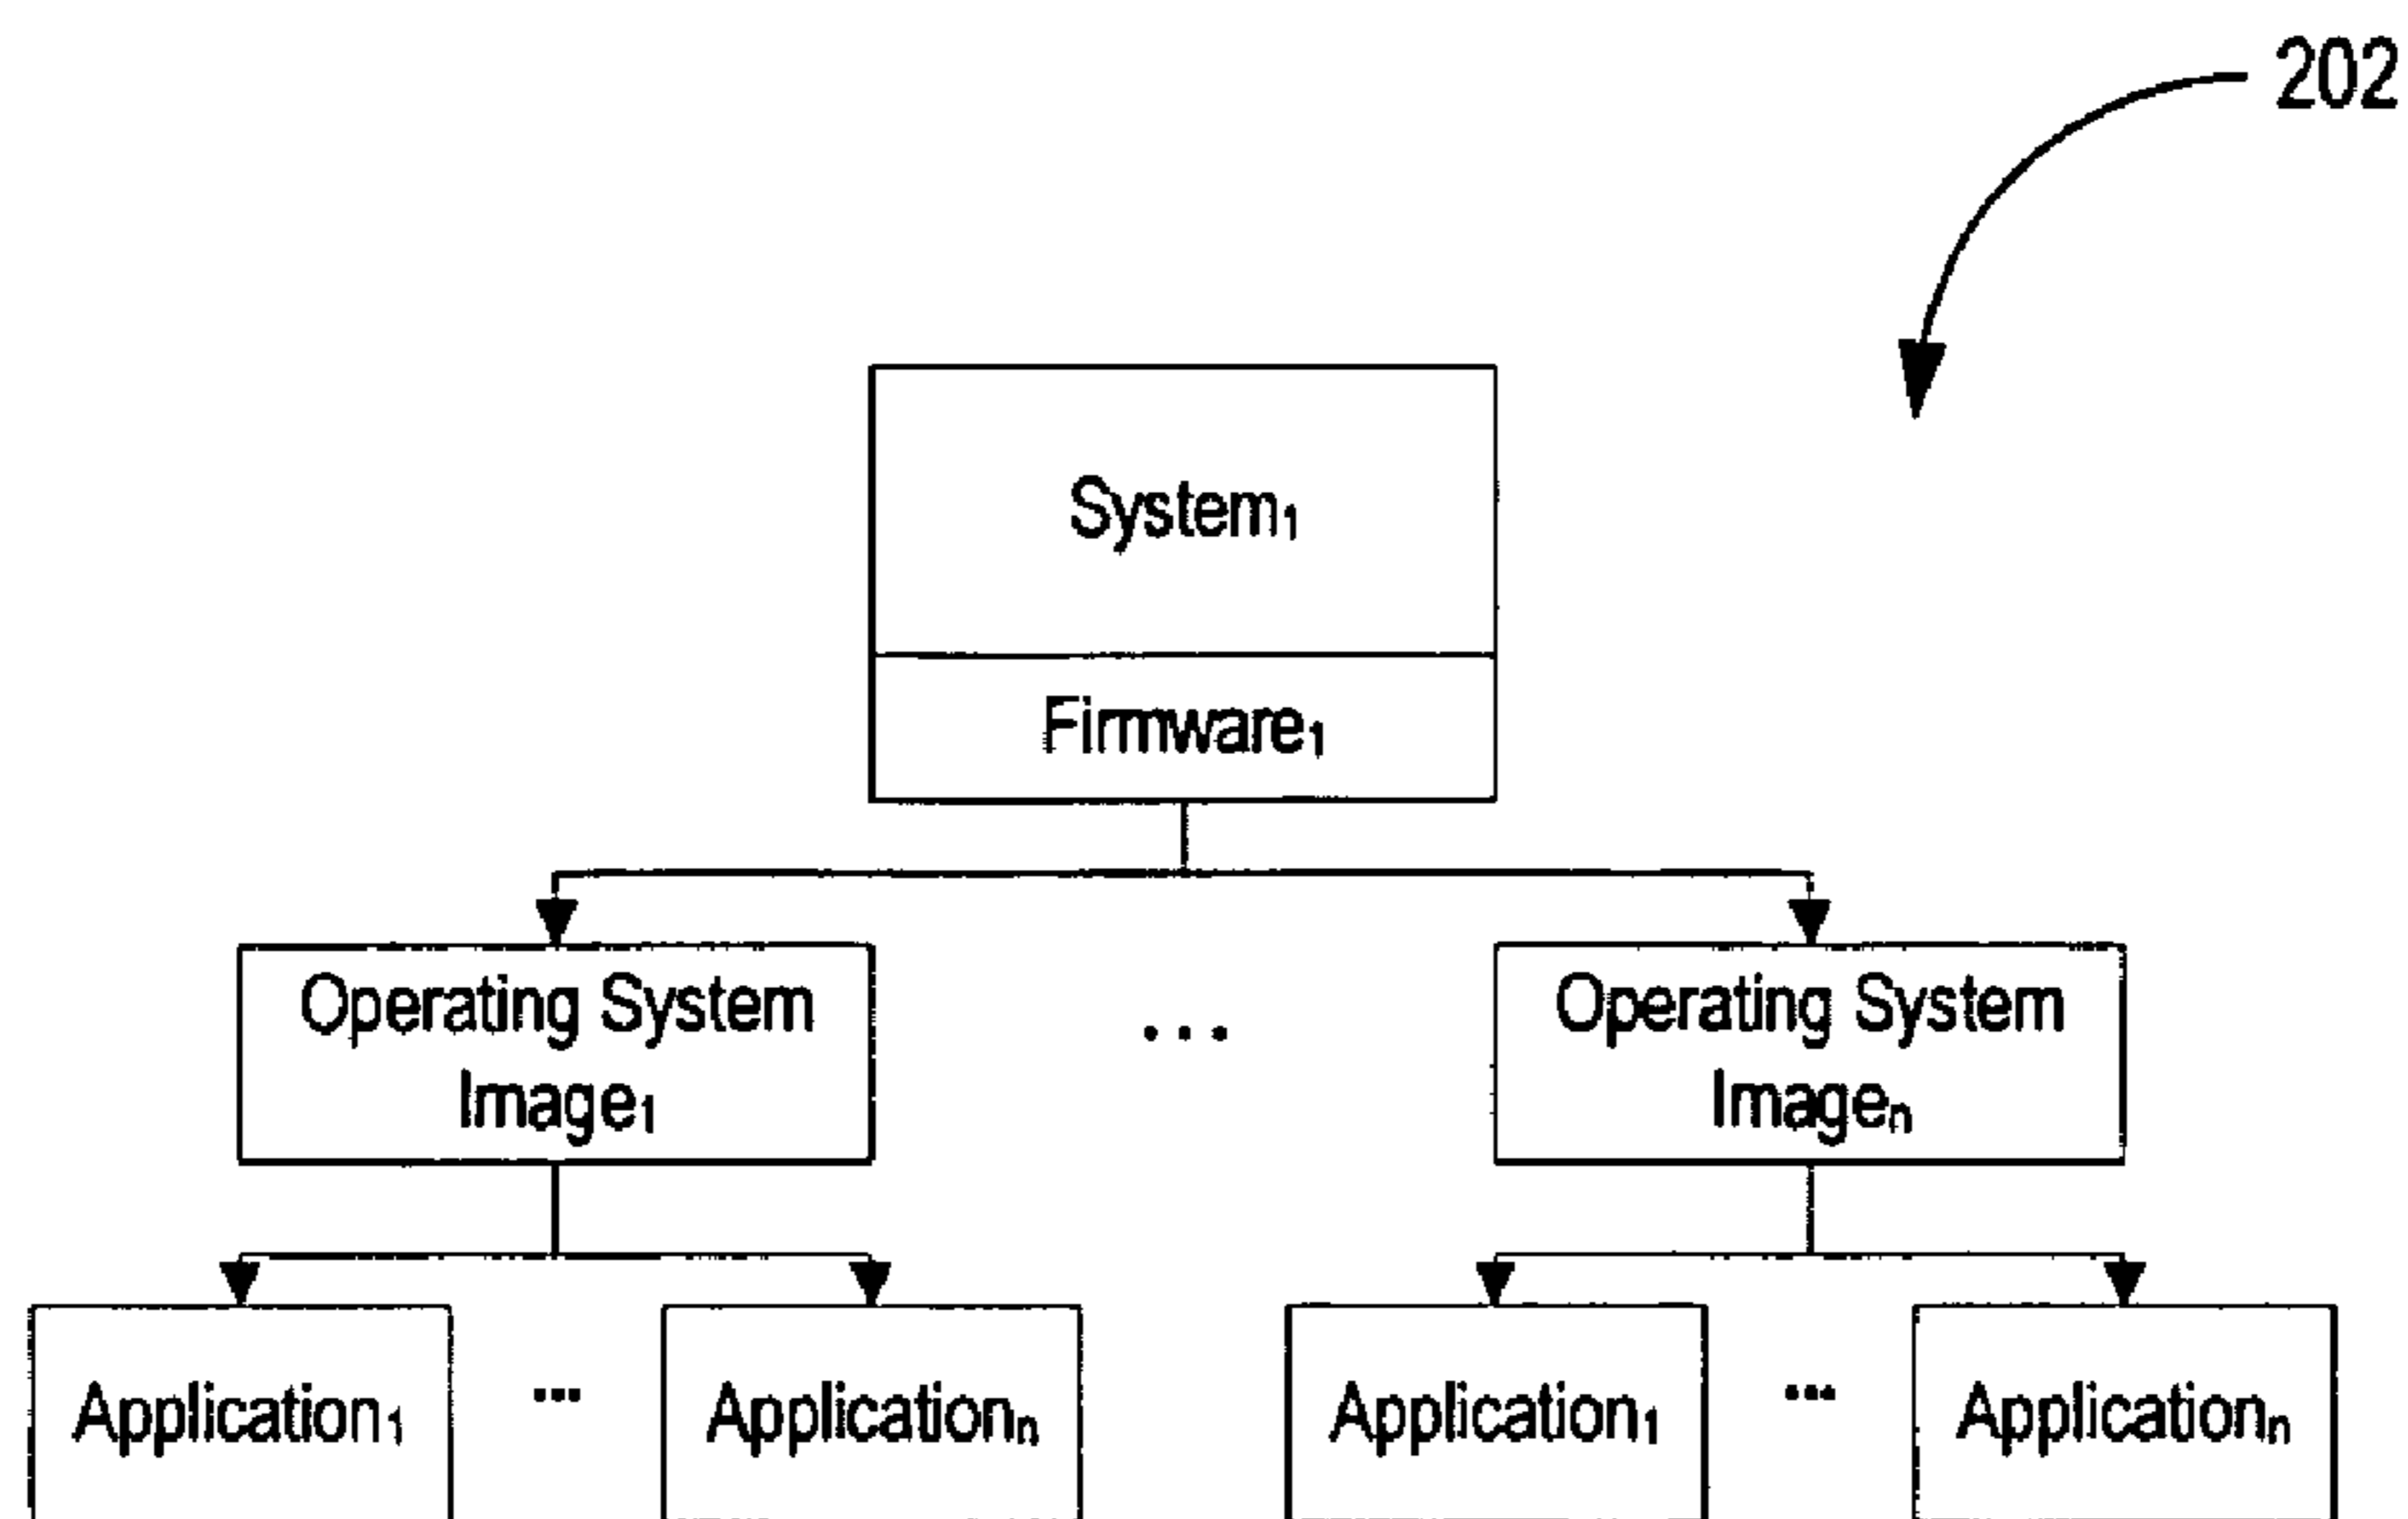 202
System₁
Firmware₁
Operating System
Image₁
...
Operating System
Imageₙ
Application₁
...
Applicationₙ
Application₁
...
Applicationₙ